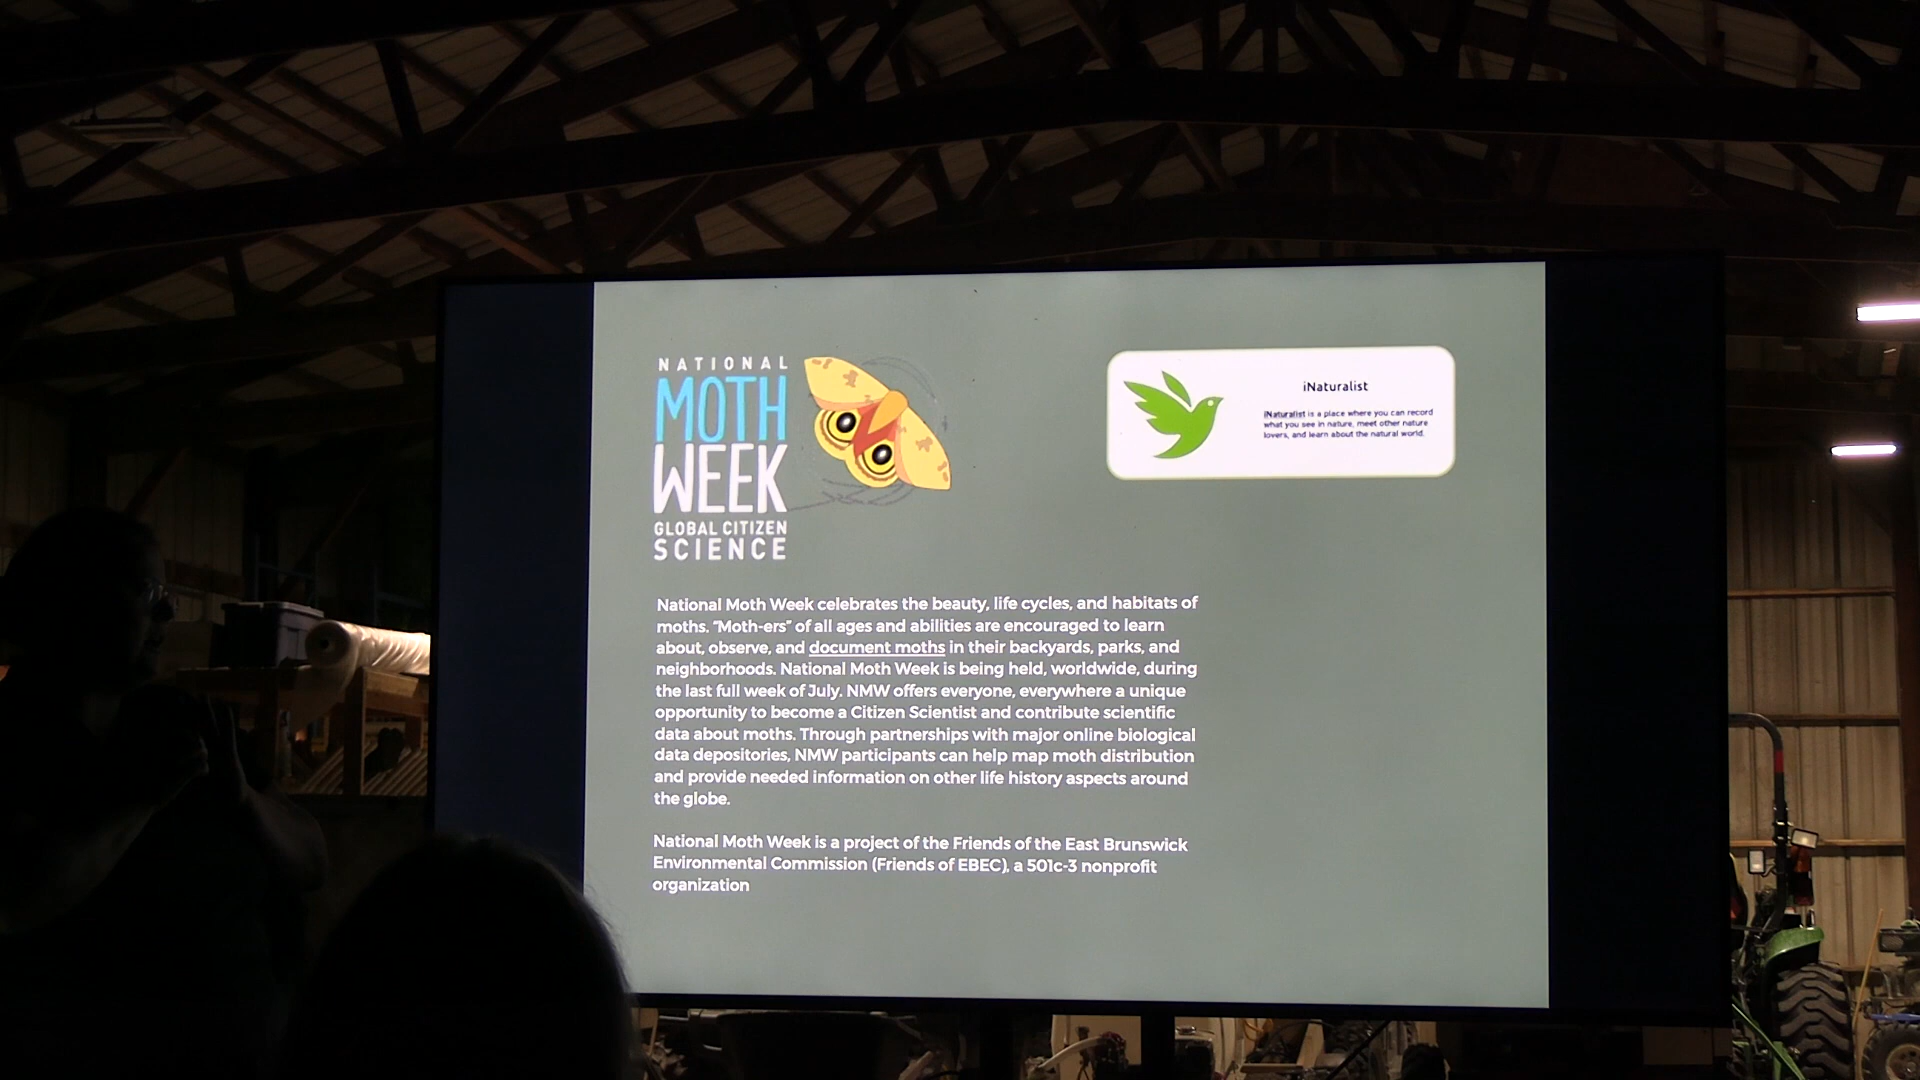 NATIONAL
MOTH
WEEK
GLOBAL CITIZEN
SCIENCE
iNaturalist
iNaturalist is a place where you can record
what you see in nature, meet other nature
lovers, and learn about the natural world.
National Moth Week celebrates the beauty, life cycles, and habitats of
moths. “Moth-ers” of all ages and abilities are encouraged to learn
about, observe, and document moths in their backyards, parks, and
neighborhoods. National Moth Week is being held, worldwide, during
the last full week of July. NMW offers everyone, everywhere a unique
opportunity to become a Citizen Scientist and contribute scientific
data about moths. Through partnerships with major online biological
data depositories, NMW participants can help map moth distribution
and provide needed information on other life history aspects around
the globe.
National Moth Week is a project of the Friends of the East Brunswick
Environmental Commission (Friends of EBEC), a 501c-3 nonprofit
organization